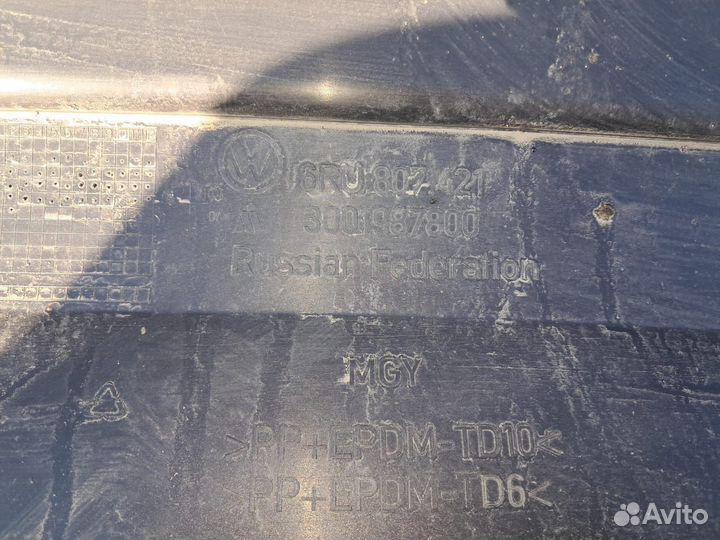 6RU 807 421
3001987800
Russian Federation
MGY
>PP+EPDM-TD10<
>PP+EPDM-TD6<
Avito